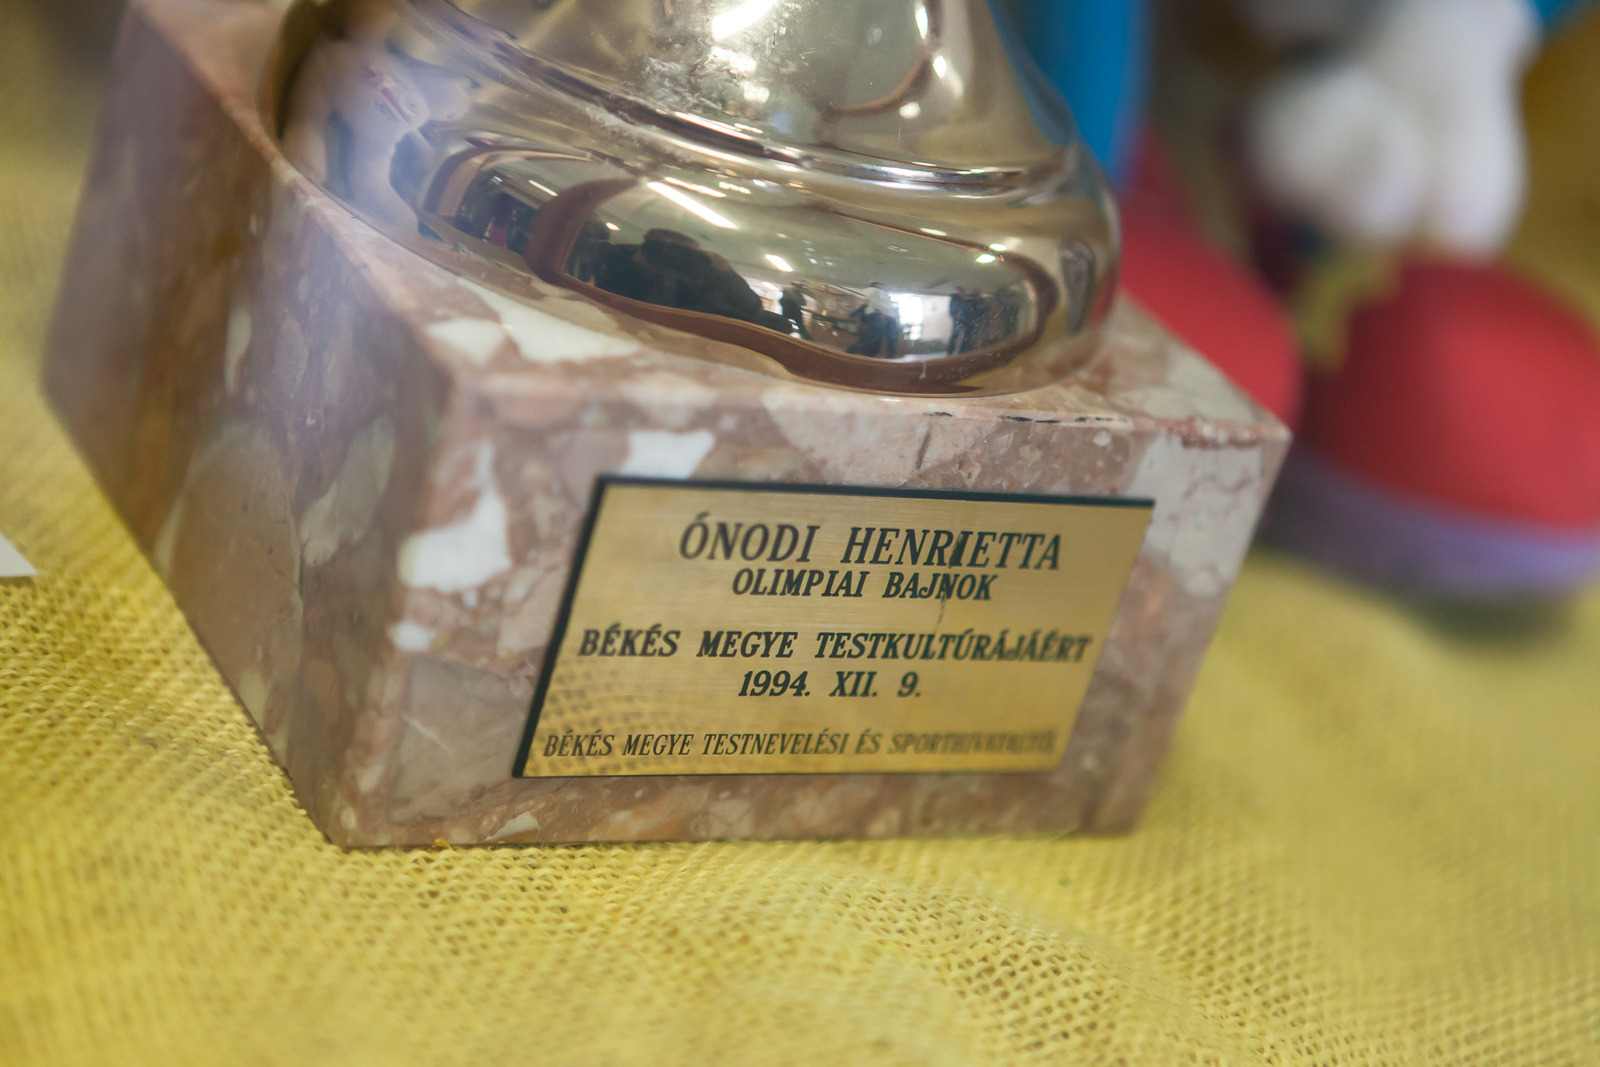 ÓNODI HENRIETTA
OLIMPIAI BAJNOK
BÉKÉS MEGYE TESTKULTÚRÁJÁÉRT
1994. XII. 9.
BÉKÉS MEGYE TESTNEVELÉSI ÉS SPORTHIVATALTÓL